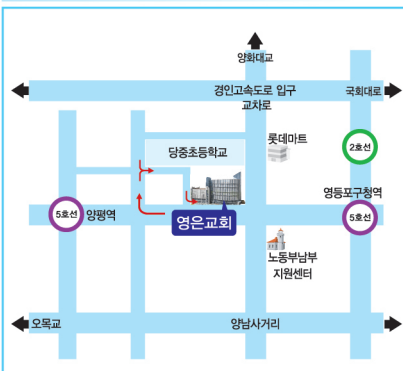 양화대교
경인고속도로 입구
교차로
국회대로
롯데마트
당중초등학교
2호선
영등포구청역
5호선
양평역
영은교회
5호선
노동부남부
지원센터
오목교
양남사거리